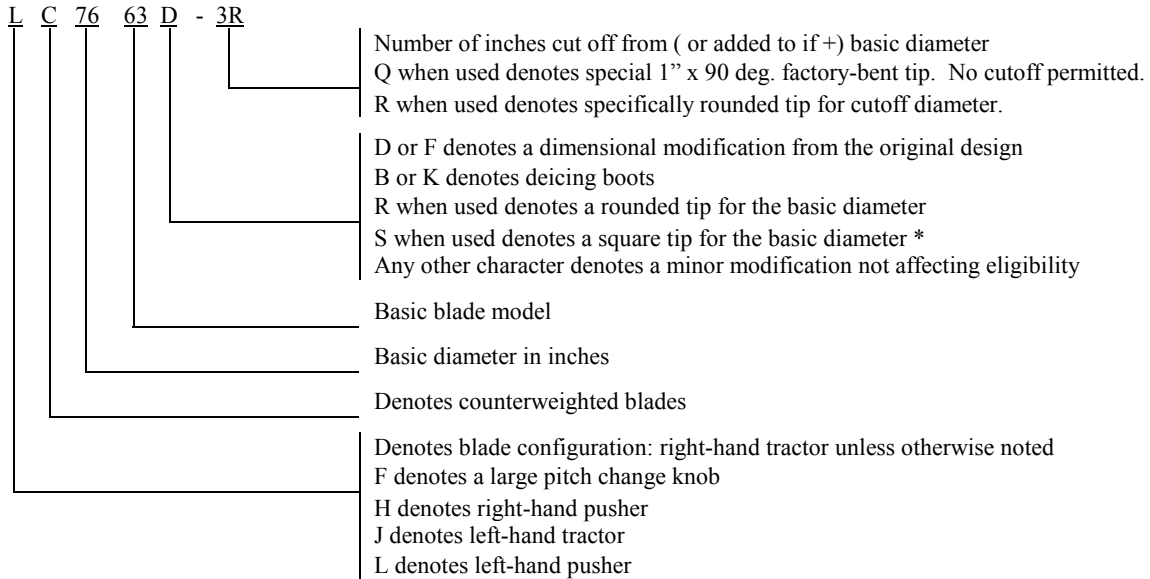 L C 76 63 D - 3R
Number of inches cut off from ( or added to if +) basic diameter
Q when used denotes special 1” x 90 deg. factory-bent tip. No cutoff permitted.
R when used denotes specifically rounded tip for cutoff diameter.
D or F denotes a dimensional modification from the original design
B or K denotes deicing boots
R when used denotes a rounded tip for the basic diameter
S when used denotes a square tip for the basic diameter *
Any other character denotes a minor modification not affecting eligibility
Basic blade model
Basic diameter in inches
Denotes counterweighted blades
Denotes blade configuration: right-hand tractor unless otherwise noted
F denotes a large pitch change knob
H denotes right-hand pusher
J denotes left-hand tractor
L denotes left-hand pusher